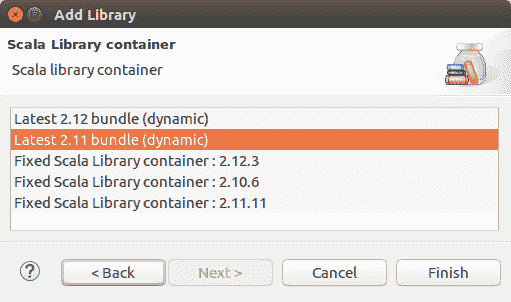 Add Library
Scala Library container
Scala library container
Latest 2.12 bundle (dynamic)
Latest 2.11 bundle (dynamic)
Fixed Scala Library container : 2.12.3
Fixed Scala Library container : 2.10.6
Fixed Scala Library container : 2.11.11
? < Back Next > Cancel Finish